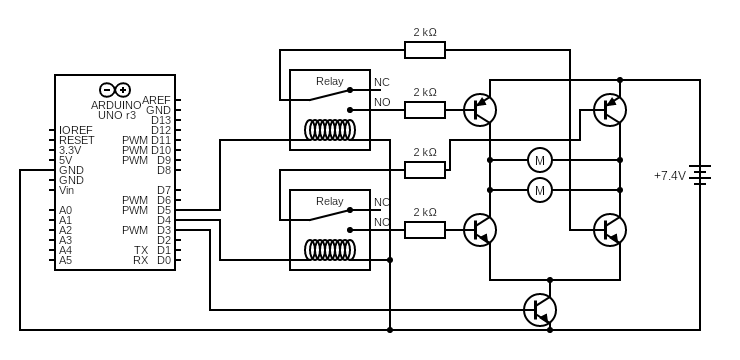 2 kΩ
Relay
NC
2 kΩ
NO
ARDUINO
UNO r3
AREF
GND
D13
IOREF
D12
RESET
PWM D11
3.3V
PWM D10
5V
PWM D9
GND
D8
GND
Vin
D7
PWM D6
A0
PWM D5
A1
D4
A2
PWM D3
A3
D2
A4
TX D1
A5
RX D0
2 kΩ
M
M
+7.4V
Relay
NC
2 kΩ
NO